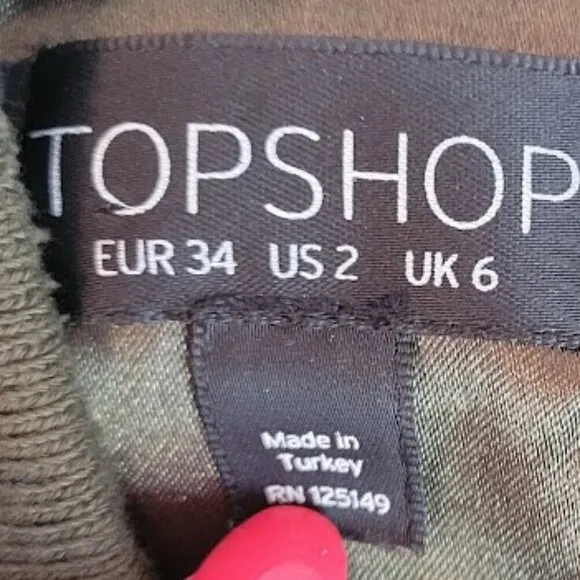 TOPSHOP
EUR 34 US 2 UK 6
Made in
Turkey
RN 125149